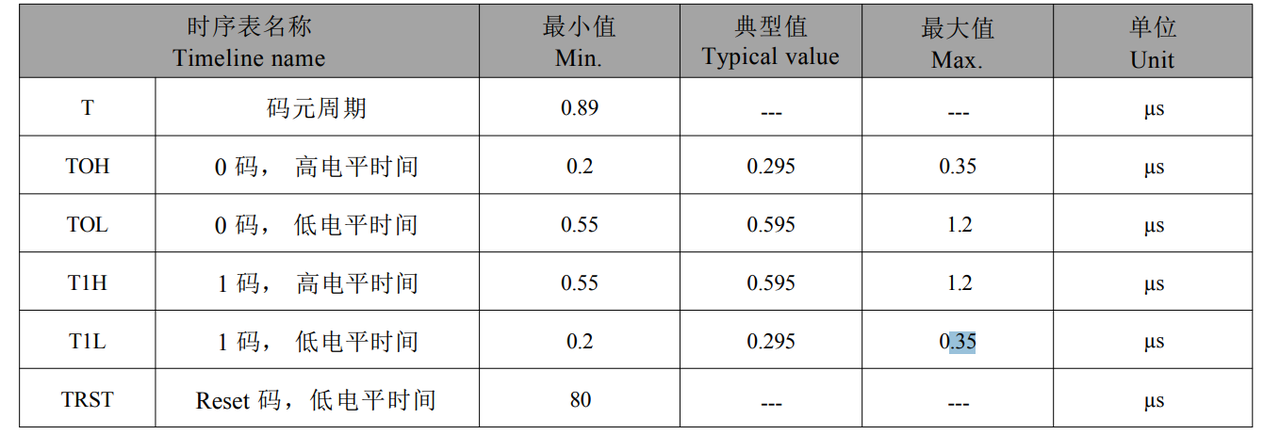 时序表名称 最小值 典型值 最大值 单位
Timeline name Min. Typical value Max. Unit
T 码元周期 0.89 --- --- μs
TOH 0 码， 高电平时间 0.2 0.295 0.35 μs
TOL 0 码， 低电平时间 0.55 0.595 1.2 μs
T1H 1 码， 高电平时间 0.55 0.595 1.2 μs
T1L 1 码， 低电平时间 0.2 0.295 0.35 μs
TRST Reset 码，低电平时间 80 --- --- μs